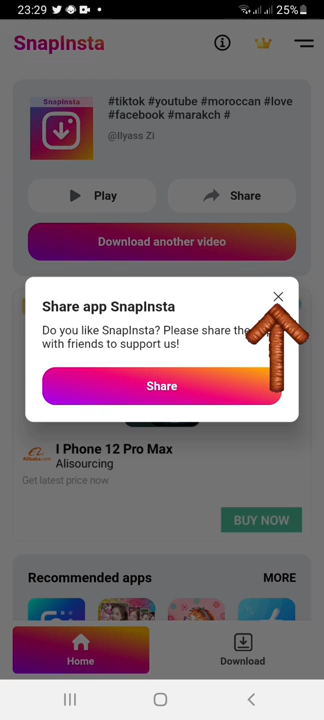 23:29
25%
SnapInsta
SnapInsta
#tiktok #youtube #moroccan #love
#facebook #marakch #
@Ilyass Zi
Play
Share
Download another video
Share app SnapInsta
Do you like SnapInsta? Please share the
with friends to support us!
Share
I Phone 12 Pro Max
Alisourcing
Get latest price now
BUY NOW
Recommended apps
MORE
Home
Download